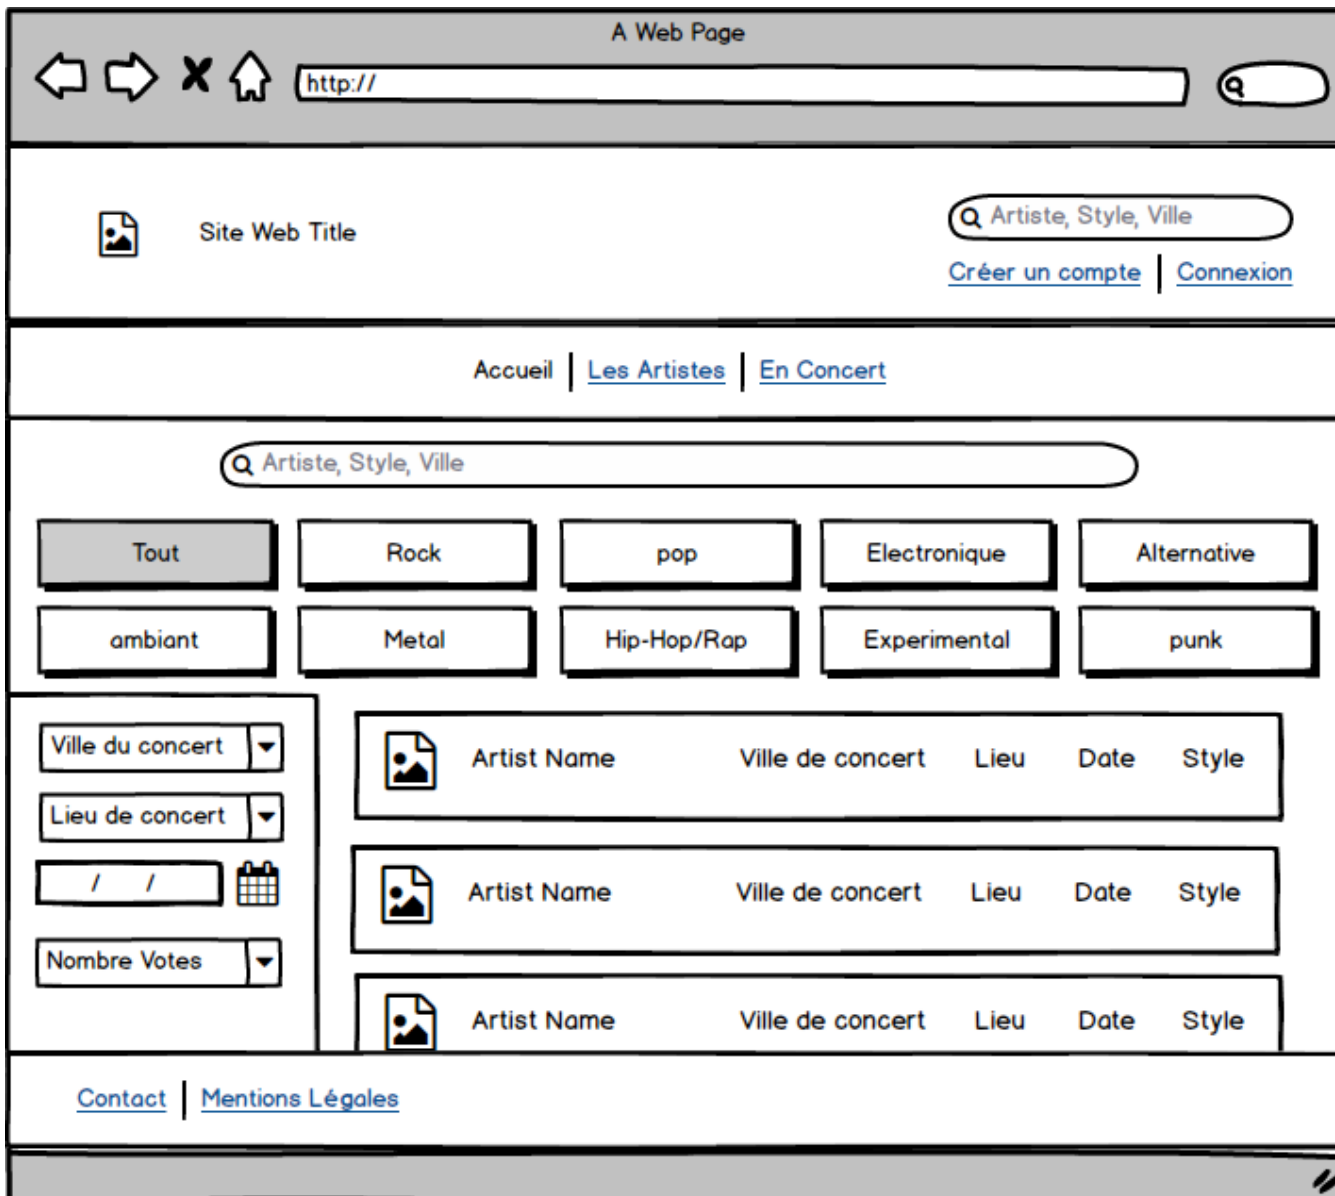 A Web Page
http://
Site Web Title
Artiste, Style, Ville
Créer un compte | Connexion
Accueil | Les Artistes | En Concert
Artiste, Style, Ville
Tout Rock pop Electronique Alternative
ambiant Metal Hip-Hop/Rap Experimental punk
Ville du concert
Lieu de concert
/ /
Nombre Votes
Artist Name Ville de concert Lieu Date Style
Artist Name Ville de concert Lieu Date Style
Artist Name Ville de concert Lieu Date Style
Contact | Mentions Légales